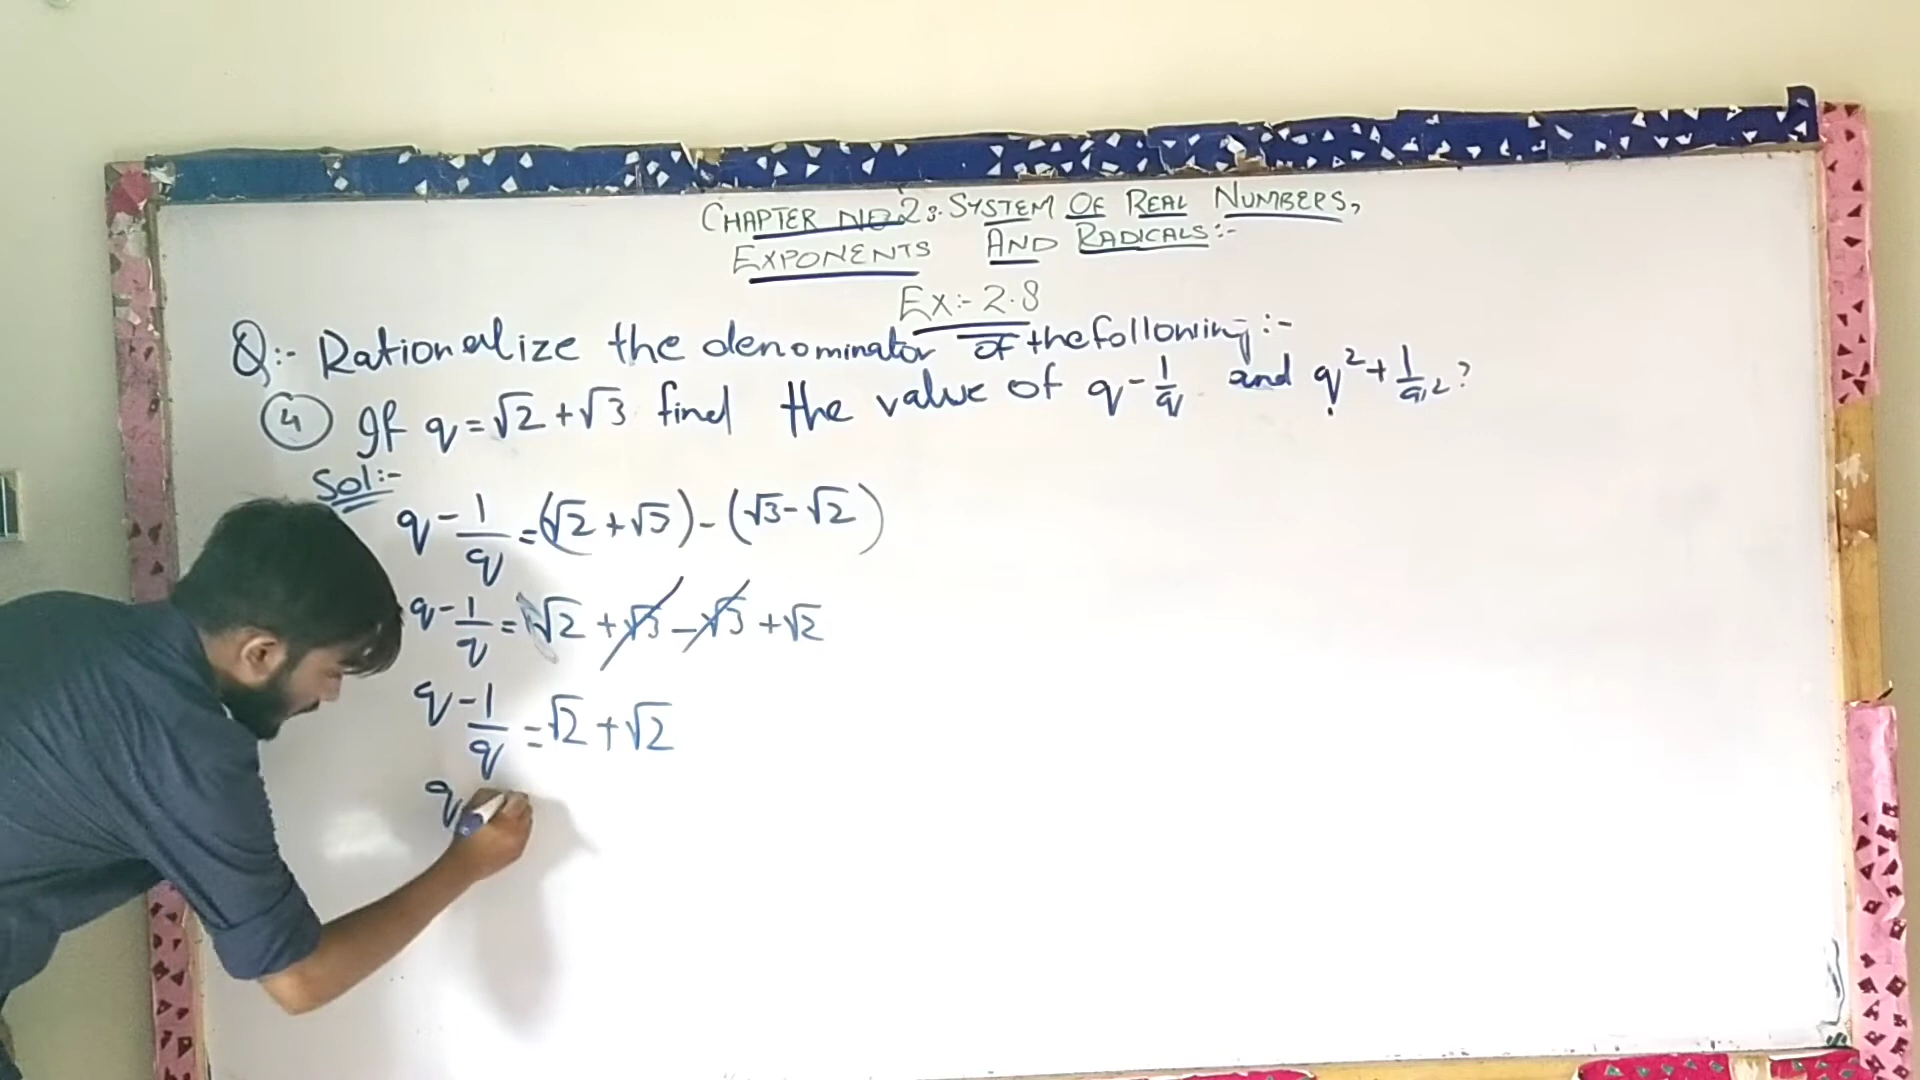 CHAPTER NO 2:- SYSTEM OF REAL NUMBERS,
EXPONENTS AND RADICALS:-
Ex:- 2.8
Q:- Rationalize the denominator of the following:-
4 If q = √2 + √3 find the value of q - 1/q and q² + 1/q²?
Sol:-
q - 1/q = (√2 + √3) - (√3 - √2)
q - 1/q = √2 + √3 - √3 + √2
q - 1/q = √2 + √2
q